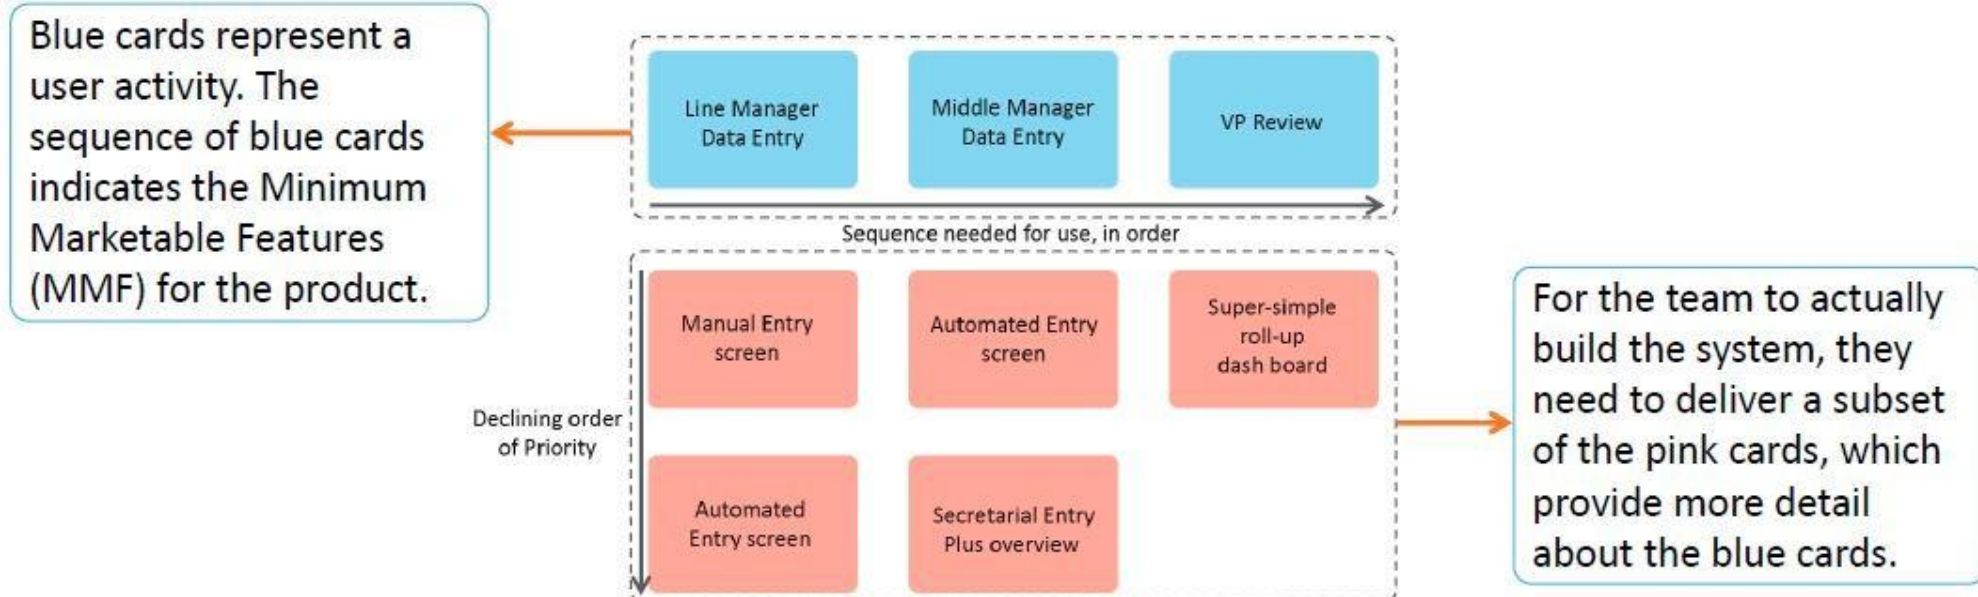 Blue cards represent a
user activity. The
sequence of blue cards
indicates the Minimum
Marketable Features
(MMF) for the product.
Line Manager
Data Entry
Middle Manager
Data Entry
VP Review
Sequence needed for use, in order
Declining order
of Priority
Manual Entry
screen
Automated Entry
screen
Super-simple
roll-up
dash board
Automated
Entry screen
Secretarial Entry
Plus overview
For the team to actually
build the system, they
need to deliver a subset
of the pink cards, which
provide more detail
about the blue cards.